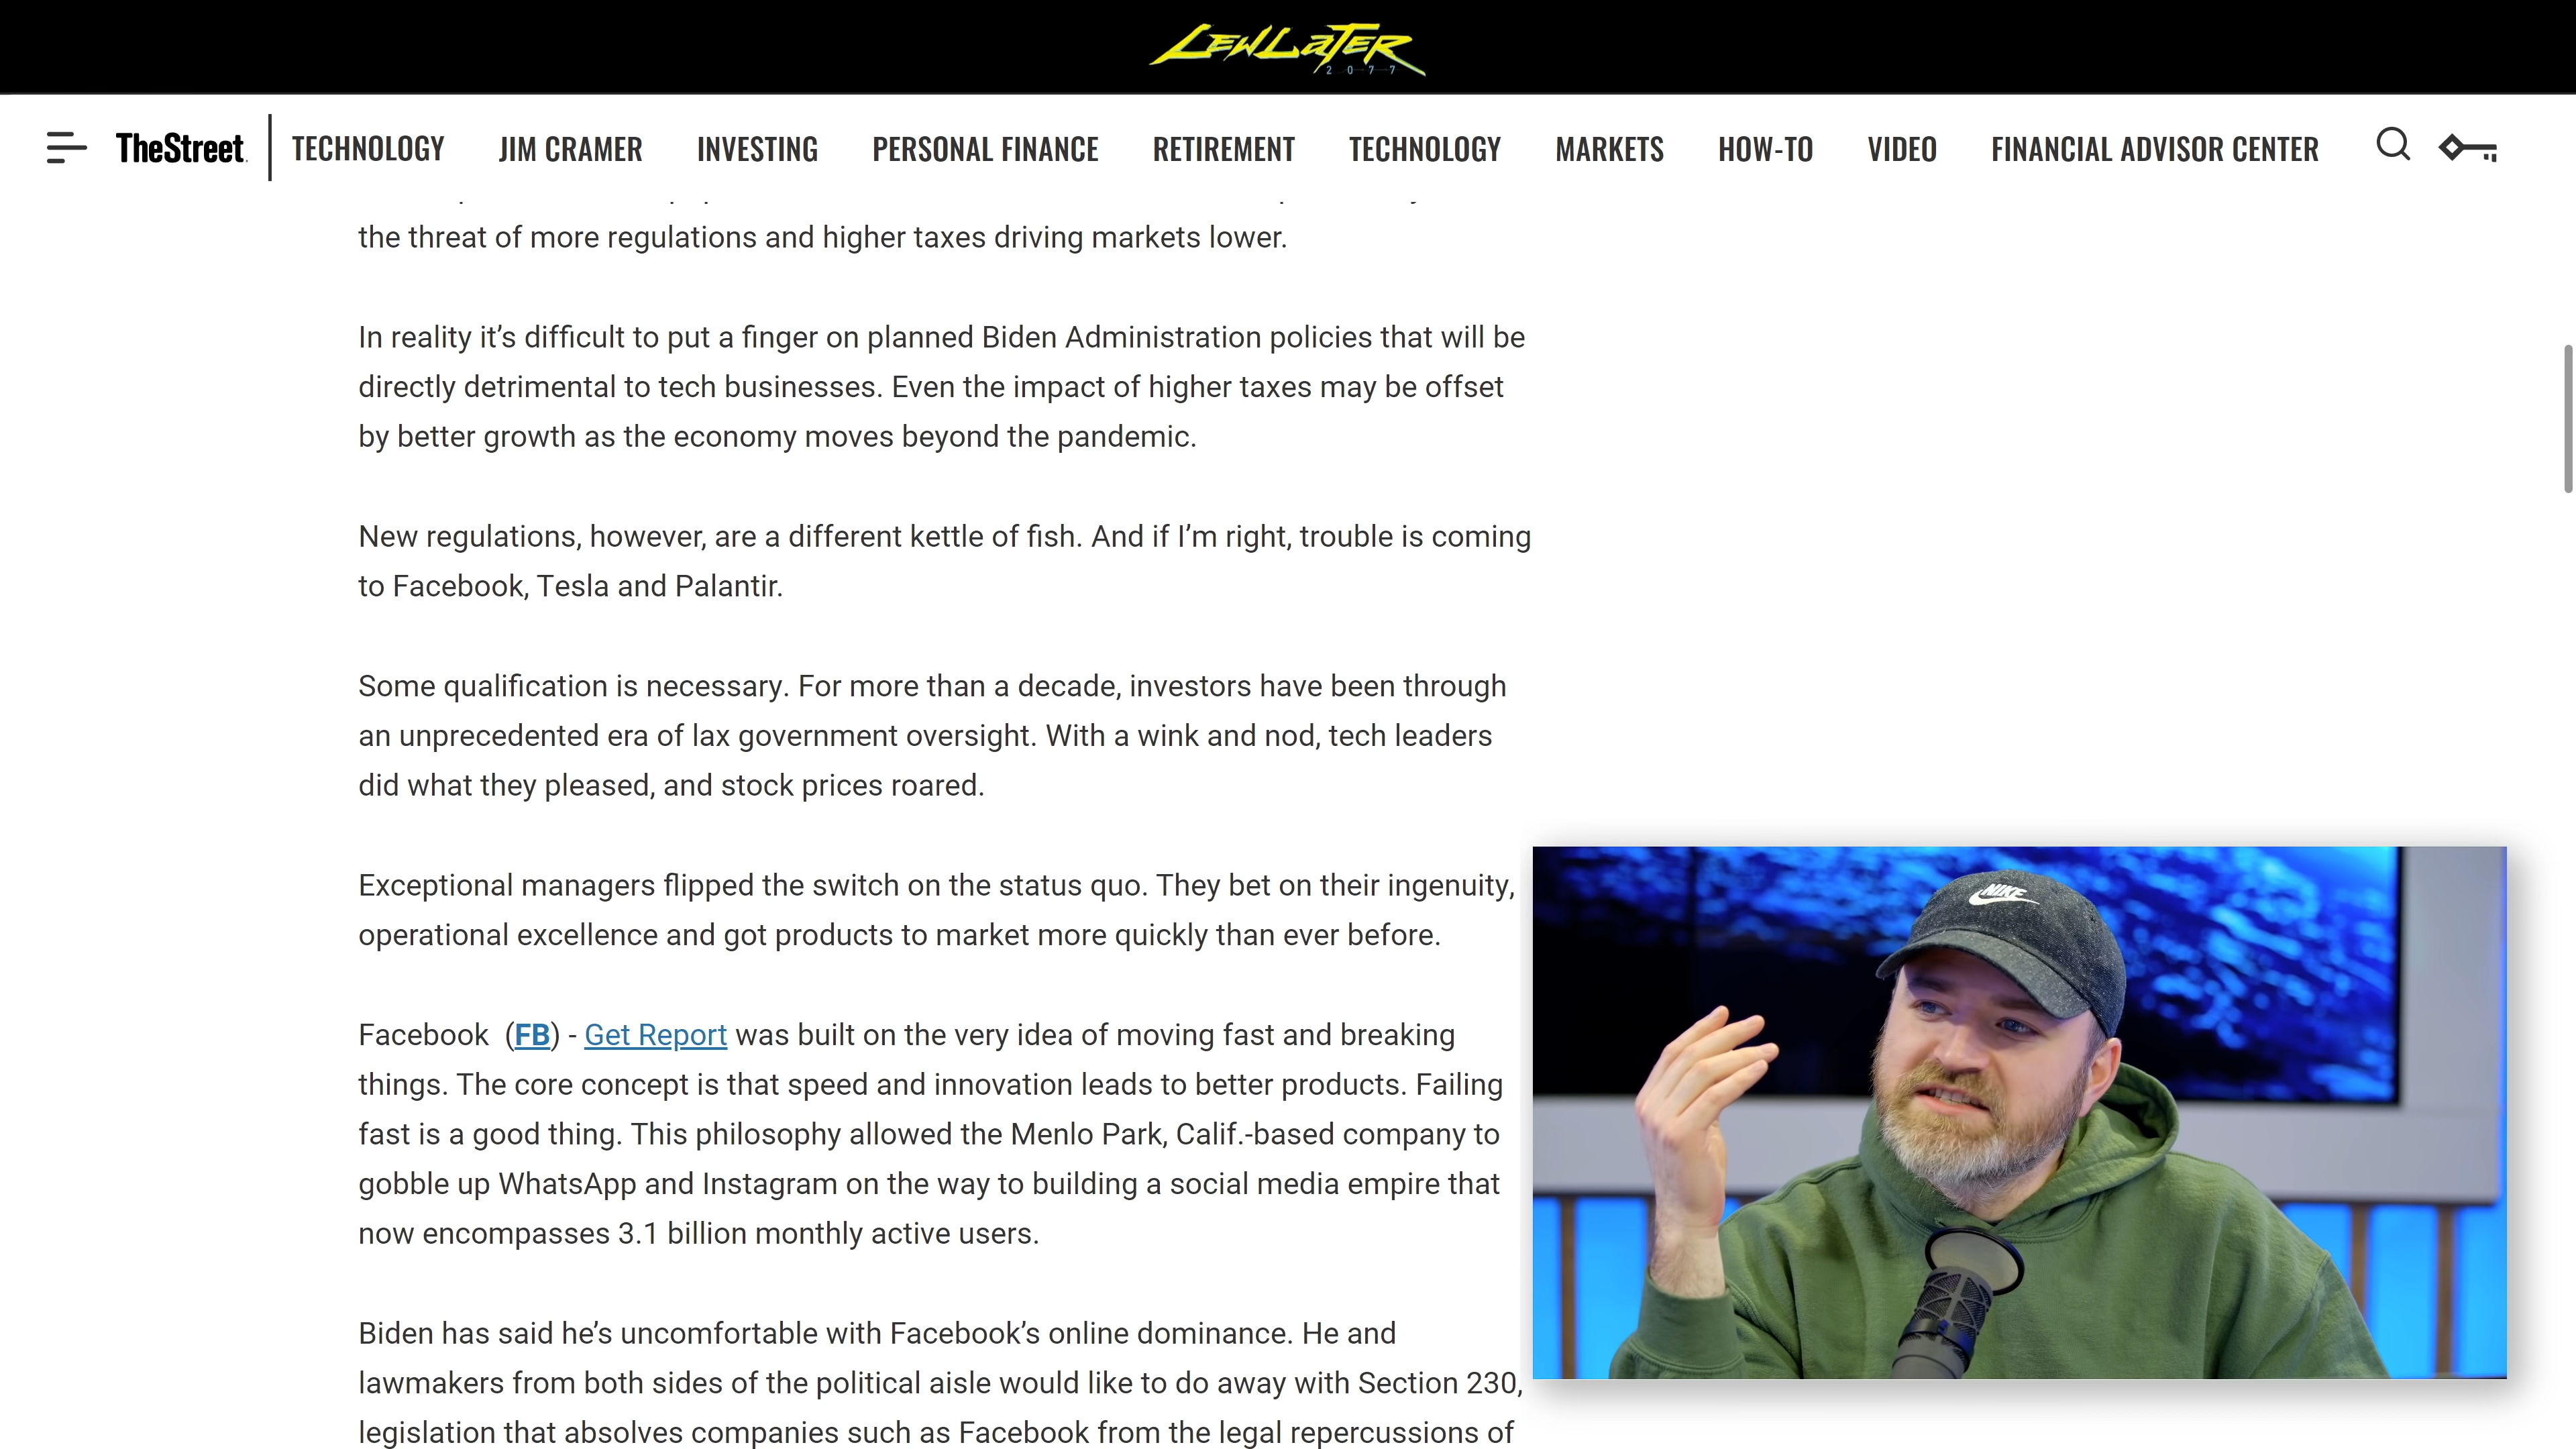 LEWLATER
2077
TheStreet
TECHNOLOGY
JIM CRAMER
INVESTING
PERSONAL FINANCE
RETIREMENT
TECHNOLOGY
MARKETS
HOW-TO
VIDEO
FINANCIAL ADVISOR CENTER
the threat of more regulations and higher taxes driving markets lower.
In reality it’s difficult to put a finger on planned Biden Administration policies that will be
directly detrimental to tech businesses. Even the impact of higher taxes may be offset
by better growth as the economy moves beyond the pandemic.
New regulations, however, are a different kettle of fish. And if I’m right, trouble is coming
to Facebook, Tesla and Palantir.
Some qualification is necessary. For more than a decade, investors have been through
an unprecedented era of lax government oversight. With a wink and nod, tech leaders
did what they pleased, and stock prices roared.
Exceptional managers flipped the switch on the status quo. They bet on their ingenuity,
operational excellence and got products to market more quickly than ever before.
Facebook (FB) - Get Report was built on the very idea of moving fast and breaking
things. The core concept is that speed and innovation leads to better products. Failing
fast is a good thing. This philosophy allowed the Menlo Park, Calif.-based company to
gobble up WhatsApp and Instagram on the way to building a social media empire that
now encompasses 3.1 billion monthly active users.
Biden has said he’s uncomfortable with Facebook’s online dominance. He and
lawmakers from both sides of the political aisle would like to do away with Section 230,
legislation that absolves companies such as Facebook from the legal repercussions of
NIKE